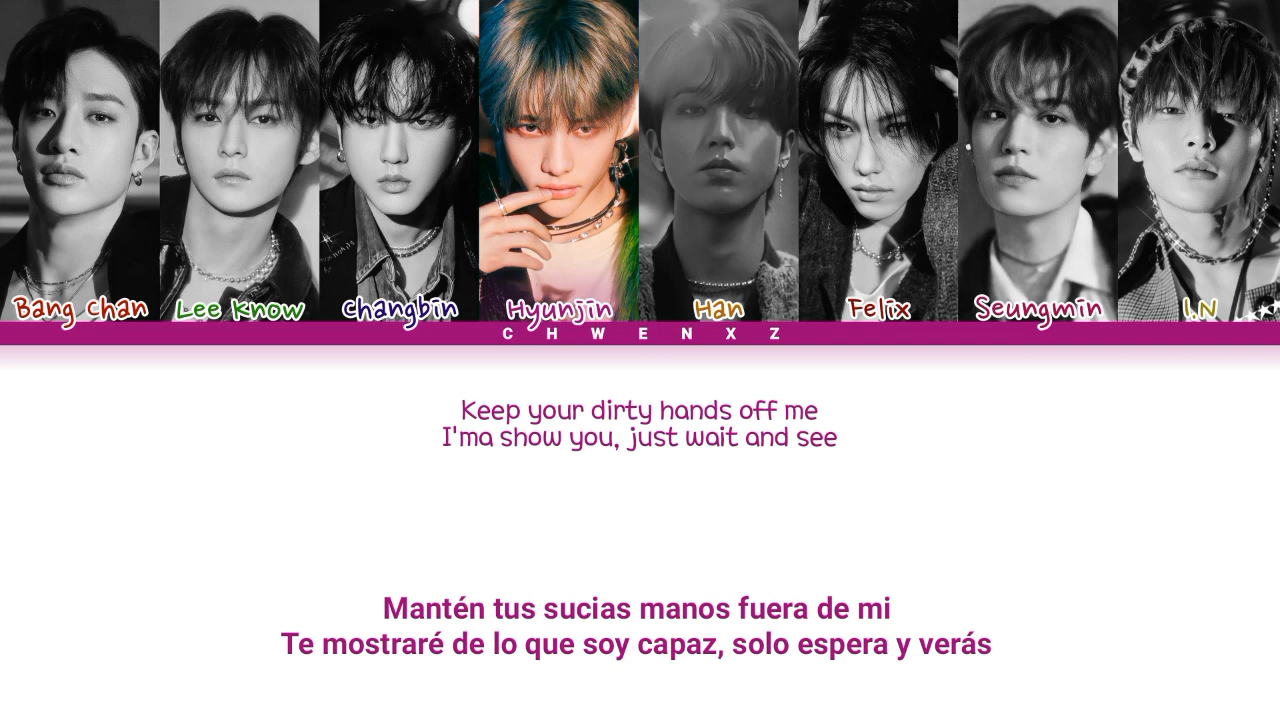 Bang Chan
Lee Know
Changbin
Hyunjin
Han
Felix
Seungmin
I.N
CHWENXZ
Keep your dirty hands off me
I'ma show you, just wait and see
Mantén tus sucias manos fuera de mi
Te mostraré de lo que soy capaz, solo espera y verás